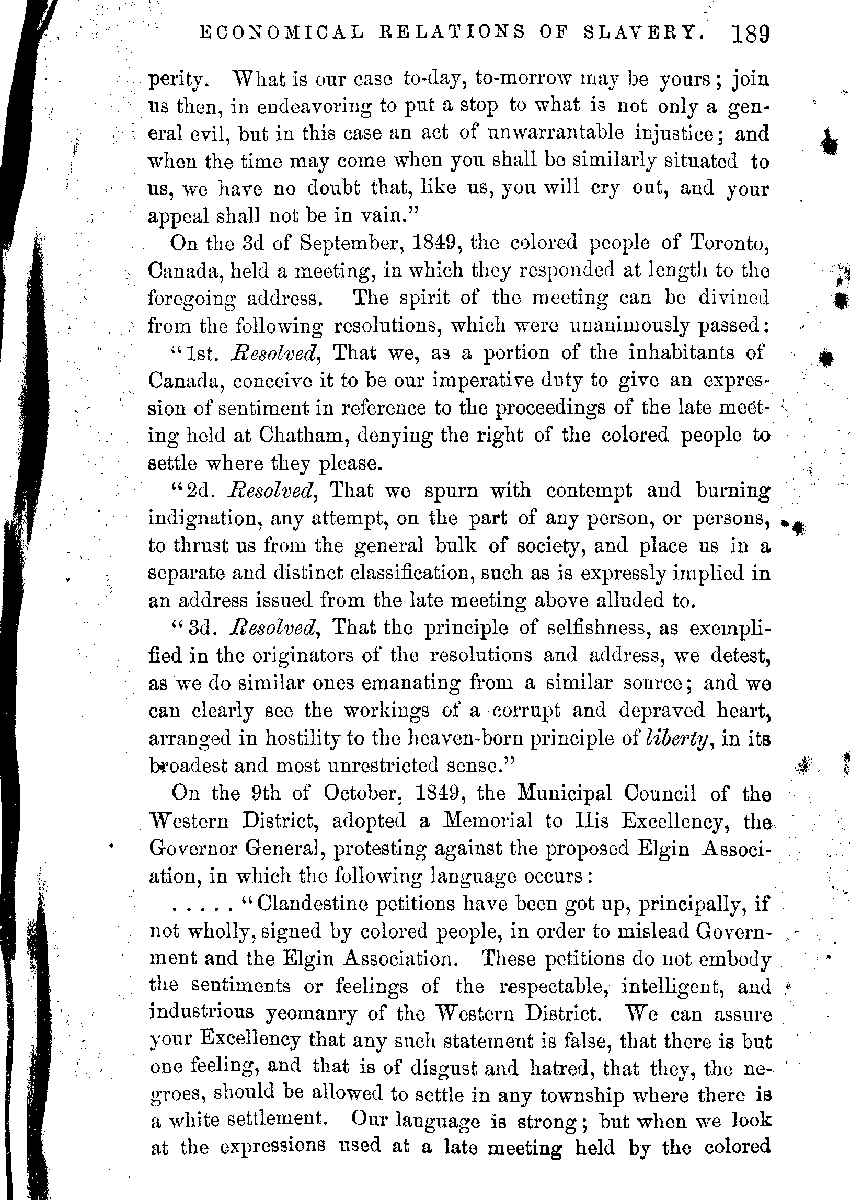 ECONOMICAL RELATIONS OF SLAVERY. 189
perity. What is our case to-day, to-morrow may be yours; join
us then, in endeavoring to put a stop to what is not only a gen-
eral evil, but in this case an act of unwarrantable injustice; and
when the time may come when you shall be similarly situated to
us, we have no doubt that, like us, you will cry out, and your
appeal shall not be in vain."
On the 3d of September, 1849, the colored people of Toronto,
Canada, held a meeting, in which they responded at length to the
foregoing address. The spirit of the meeting can be divined
from the following resolutions, which were unanimously passed:
"1st. Resolved, That we, as a portion of the inhabitants of
Canada, conceive it to be our imperative duty to give an expres-
sion of sentiment in reference to the proceedings of the late meet-
ing held at Chatham, denying the right of the colored people to
settle where they please.
"2d. Resolved, That we spurn with contempt and burning
indignation, any attempt, on the part of any person, or persons,
to thrust us from the general bulk of society, and place us in a
separate and distinct classification, such as is expressly implied in
an address issued from the late meeting above alluded to.
"3d. Resolved, That the principle of selfishness, as exempli-
fied in the originators of the resolutions and address, we detest,
as we do similar ones emanating from a similar source; and we
can clearly see the workings of a corrupt and depraved heart,
arranged in hostility to the heaven-born principle of liberty, in its
broadest and most unrestricted sense."
On the 9th of October, 1849, the Municipal Council of the
Western District, adopted a Memorial to His Excellency, the
Governor General, protesting against the proposed Elgin Associ-
ation, in which the following language occurs:
. . . . . "Clandestine petitions have been got up, principally, if
not wholly, signed by colored people, in order to mislead Govern-
ment and the Elgin Association. These petitions do not embody
the sentiments or feelings of the respectable, intelligent, and
industrious yeomanry of the Western District. We can assure
your Excellency that any such statement is false, that there is but
one feeling, and that is of disgust and hatred, that they, the ne-
groes, should be allowed to settle in any township where there is
a white settlement. Our language is strong; but when we look
at the expressions used at a late meeting held by the colored